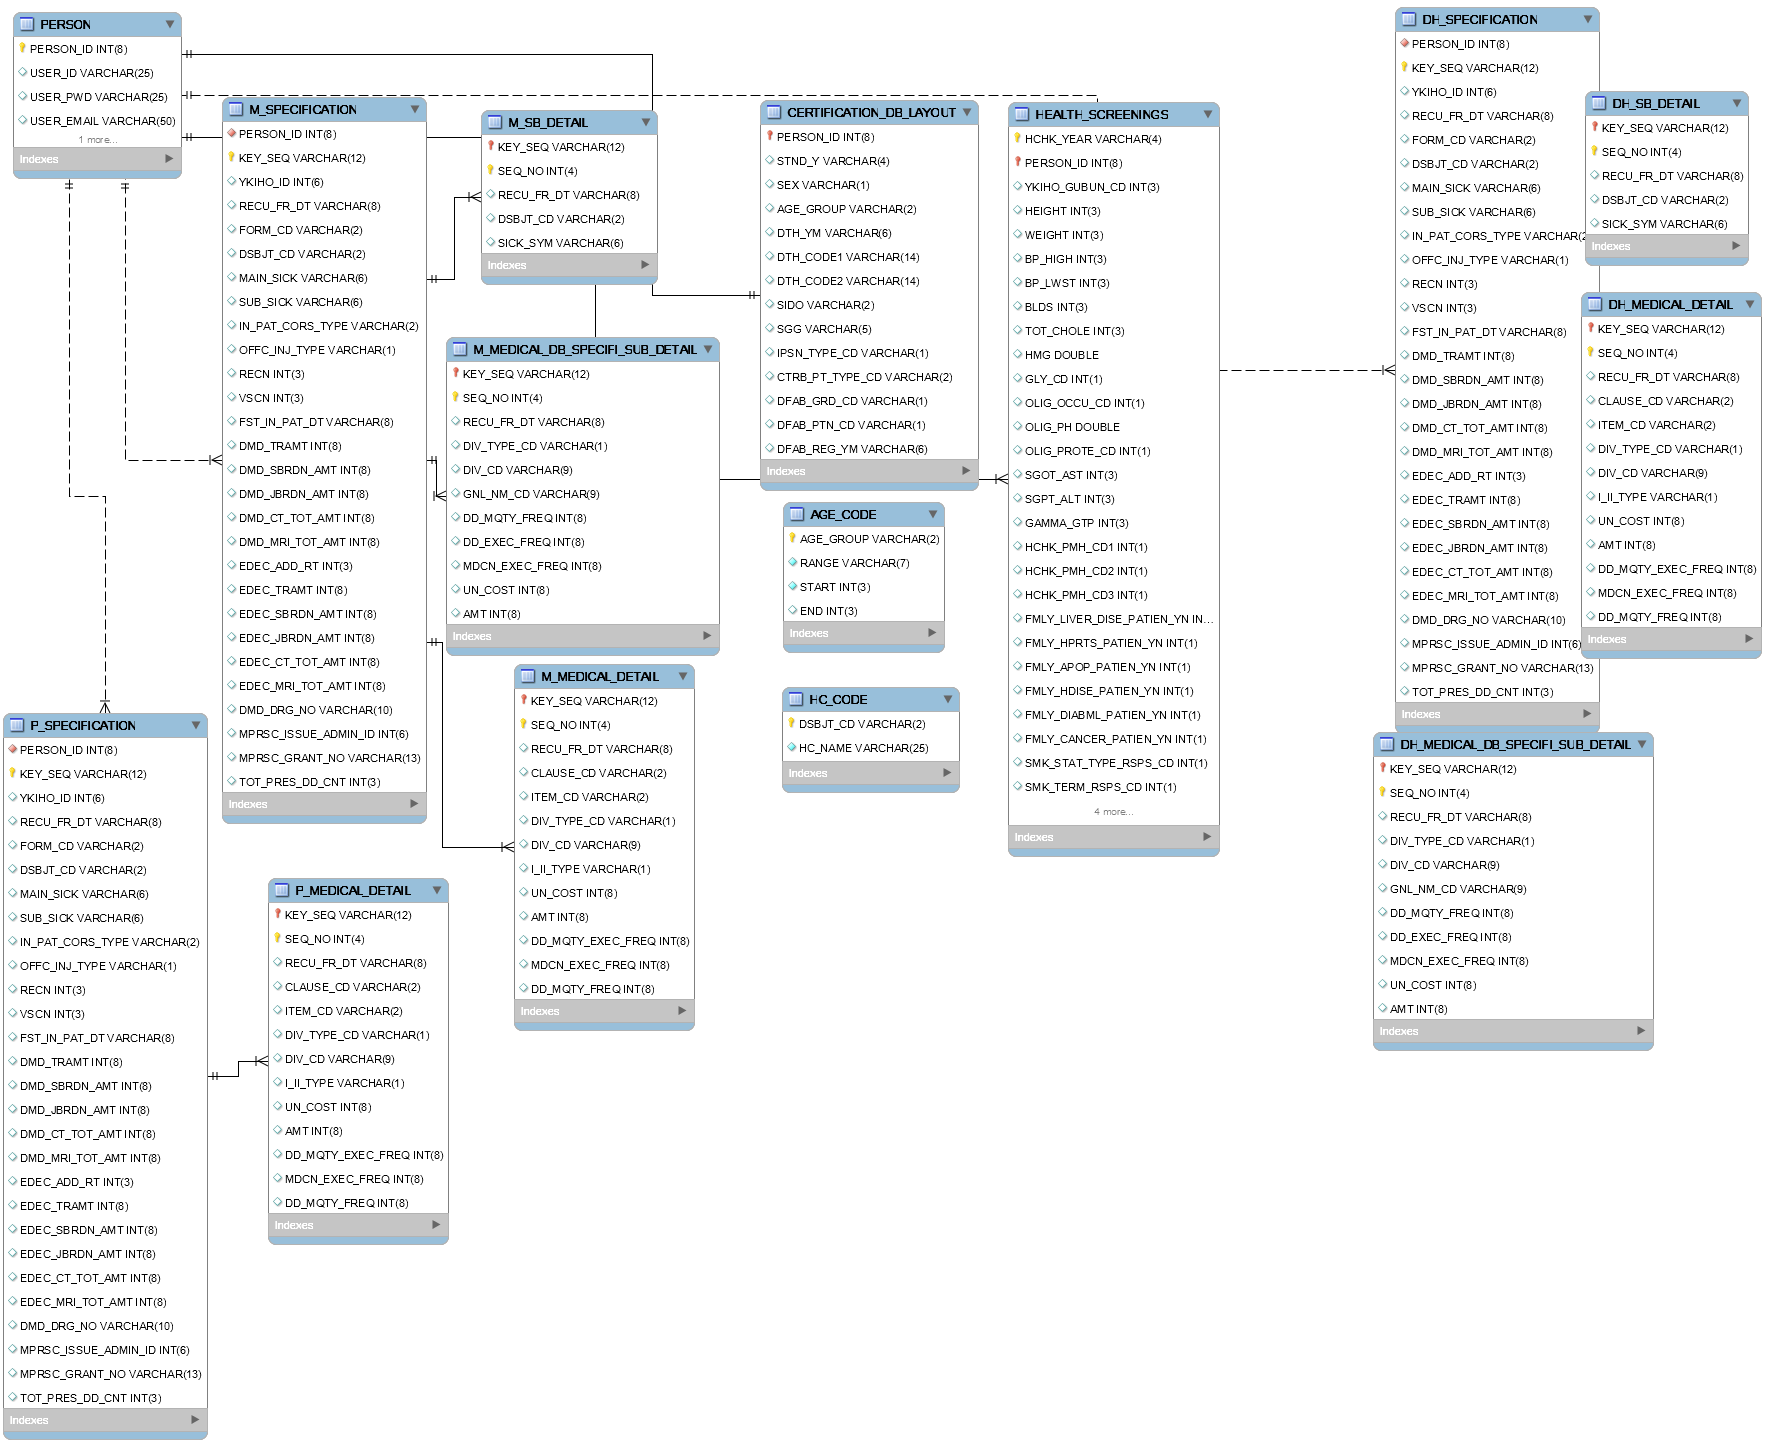 PERSON
PERSON_ID INT(8)
USER_ID VARCHAR(25)
USER_PWD VARCHAR(25)
USER_EMAIL VARCHAR(50)
1 more...
Indexes
M_SPECIFICATION
PERSON_ID INT(8)
KEY_SEQ VARCHAR(12)
YKIHO_ID INT(6)
RECU_FR_DT VARCHAR(8)
FORM_CD VARCHAR(2)
DSBJT_CD VARCHAR(2)
MAIN_SICK VARCHAR(6)
SUB_SICK VARCHAR(6)
IN_PAT_CORS_TYPE VARCHAR(2)
OFFC_INJ_TYPE VARCHAR(1)
RECN INT(3)
VSCN INT(3)
FST_IN_PAT_DT VARCHAR(8)
DMD_TRAMT INT(8)
DMD_SBRDN_AMT INT(8)
DMD_JBRDN_AMT INT(8)
DMD_CT_TOT_AMT INT(8)
DMD_MRI_TOT_AMT INT(8)
EDEC_ADD_RT INT(3)
EDEC_TRAMT INT(8)
EDEC_SBRDN_AMT INT(8)
EDEC_JBRDN_AMT INT(8)
EDEC_CT_TOT_AMT INT(8)
EDEC_MRI_TOT_AMT INT(8)
DMD_DRG_NO VARCHAR(10)
MPRSC_ISSUE_ADMIN_ID INT(6)
MPRSC_GRANT_NO VARCHAR(13)
TOT_PRES_DD_CNT INT(3)
Indexes
M_SB_DETAIL
KEY_SEQ VARCHAR(12)
SEQ_NO INT(4)
RECU_FR_DT VARCHAR(8)
DSBJT_CD VARCHAR(2)
SICK_SYM VARCHAR(6)
Indexes
M_MEDICAL_DB_SPECIFI_SUB_DETAIL
KEY_SEQ VARCHAR(12)
SEQ_NO INT(4)
RECU_FR_DT VARCHAR(8)
DIV_TYPE_CD VARCHAR(1)
DIV_CD VARCHAR(9)
GNL_NM_CD VARCHAR(9)
DD_MQTY_FREQ INT(8)
DD_EXEC_FREQ INT(8)
MDCN_EXEC_FREQ INT(8)
UN_COST INT(8)
AMT INT(8)
Indexes
M_MEDICAL_DETAIL
KEY_SEQ VARCHAR(12)
SEQ_NO INT(4)
RECU_FR_DT VARCHAR(8)
CLAUSE_CD VARCHAR(2)
ITEM_CD VARCHAR(2)
DIV_TYPE_CD VARCHAR(1)
DIV_CD VARCHAR(9)
I_II_TYPE VARCHAR(1)
UN_COST INT(8)
AMT INT(8)
DD_MQTY_EXEC_FREQ INT(8)
MDCN_EXEC_FREQ INT(8)
DD_MQTY_FREQ INT(8)
Indexes
P_SPECIFICATION
PERSON_ID INT(8)
KEY_SEQ VARCHAR(12)
YKIHO_ID INT(6)
RECU_FR_DT VARCHAR(8)
FORM_CD VARCHAR(2)
DSBJT_CD VARCHAR(2)
MAIN_SICK VARCHAR(6)
SUB_SICK VARCHAR(6)
IN_PAT_CORS_TYPE VARCHAR(2)
OFFC_INJ_TYPE VARCHAR(1)
RECN INT(3)
VSCN INT(3)
FST_IN_PAT_DT VARCHAR(8)
DMD_TRAMT INT(8)
DMD_SBRDN_AMT INT(8)
DMD_JBRDN_AMT INT(8)
DMD_CT_TOT_AMT INT(8)
DMD_MRI_TOT_AMT INT(8)
EDEC_ADD_RT INT(3)
EDEC_TRAMT INT(8)
EDEC_SBRDN_AMT INT(8)
EDEC_JBRDN_AMT INT(8)
EDEC_CT_TOT_AMT INT(8)
EDEC_MRI_TOT_AMT INT(8)
DMD_DRG_NO VARCHAR(10)
MPRSC_ISSUE_ADMIN_ID INT(6)
MPRSC_GRANT_NO VARCHAR(13)
TOT_PRES_DD_CNT INT(3)
Indexes
P_MEDICAL_DETAIL
KEY_SEQ VARCHAR(12)
SEQ_NO INT(4)
RECU_FR_DT VARCHAR(8)
CLAUSE_CD VARCHAR(2)
ITEM_CD VARCHAR(2)
DIV_TYPE_CD VARCHAR(1)
DIV_CD VARCHAR(9)
I_II_TYPE VARCHAR(1)
UN_COST INT(8)
AMT INT(8)
DD_MQTY_EXEC_FREQ INT(8)
MDCN_EXEC_FREQ INT(8)
DD_MQTY_FREQ INT(8)
Indexes
CERTIFICATION_DB_LAYOUT
PERSON_ID INT(8)
STND_Y VARCHAR(4)
SEX VARCHAR(1)
AGE_GROUP VARCHAR(2)
DTH_YM VARCHAR(6)
DTH_CODE1 VARCHAR(14)
DTH_CODE2 VARCHAR(14)
SIDO VARCHAR(2)
SGG VARCHAR(5)
IPSN_TYPE_CD VARCHAR(1)
CTRB_PT_TYPE_CD VARCHAR(2)
DFAB_GRD_CD VARCHAR(1)
DFAB_PTN_CD VARCHAR(1)
DFAB_REG_YM VARCHAR(6)
Indexes
AGE_CODE
AGE_GROUP VARCHAR(2)
RANGE VARCHAR(7)
START INT(3)
END INT(3)
Indexes
HC_CODE
DSBJT_CD VARCHAR(2)
HC_NAME VARCHAR(25)
Indexes
HEALTH_SCREENINGS
HCHK_YEAR VARCHAR(4)
PERSON_ID INT(8)
YKIHO_GUBUN_CD INT(3)
HEIGHT INT(3)
WEIGHT INT(3)
BP_HIGH INT(3)
BP_LWST INT(3)
BLDS INT(3)
TOT_CHOLE INT(3)
HMG DOUBLE
GLY_CD INT(1)
OLIG_OCCU_CD INT(1)
OLIG_PH DOUBLE
OLIG_PROTE_CD INT(1)
SGOT_AST INT(3)
SGPT_ALT INT(3)
GAMMA_GTP INT(3)
HCHK_PMH_CD1 INT(1)
HCHK_PMH_CD2 INT(1)
HCHK_PMH_CD3 INT(1)
FMLY_LIVER_DISE_PATIEN_YN IN...
FMLY_HPRTS_PATIEN_YN INT(1)
FMLY_APOP_PATIEN_YN INT(1)
FMLY_HDISE_PATIEN_YN INT(1)
FMLY_DIABML_PATIEN_YN INT(1)
FMLY_CANCER_PATIEN_YN INT(1)
SMK_STAT_TYPE_RSPS_CD INT(1)
SMK_TERM_RSPS_CD INT(1)
4 more...
Indexes
DH_SPECIFICATION
PERSON_ID INT(8)
KEY_SEQ VARCHAR(12)
YKIHO_ID INT(6)
RECU_FR_DT VARCHAR(8)
FORM_CD VARCHAR(2)
DSBJT_CD VARCHAR(2)
MAIN_SICK VARCHAR(6)
SUB_SICK VARCHAR(6)
IN_PAT_CORS_TYPE VARCHAR(2
OFFC_INJ_TYPE VARCHAR(1)
RECN INT(3)
VSCN INT(3)
FST_IN_PAT_DT VARCHAR(8)
DMD_TRAMT INT(8)
DMD_SBRDN_AMT INT(8)
DMD_JBRDN_AMT INT(8)
DMD_CT_TOT_AMT INT(8)
DMD_MRI_TOT_AMT INT(8)
EDEC_ADD_RT INT(3)
EDEC_TRAMT INT(8)
EDEC_SBRDN_AMT INT(8)
EDEC_JBRDN_AMT INT(8)
EDEC_CT_TOT_AMT INT(8)
EDEC_MRI_TOT_AMT INT(8)
DMD_DRG_NO VARCHAR(10)
MPRSC_ISSUE_ADMIN_ID INT(6)
MPRSC_GRANT_NO VARCHAR(13)
TOT_PRES_DD_CNT INT(3)
Indexes
DH_SB_DETAIL
KEY_SEQ VARCHAR(12)
SEQ_NO INT(4)
RECU_FR_DT VARCHAR(8)
DSBJT_CD VARCHAR(2)
SICK_SYM VARCHAR(6)
Indexes
DH_MEDICAL_DETAIL
KEY_SEQ VARCHAR(12)
SEQ_NO INT(4)
RECU_FR_DT VARCHAR(8)
CLAUSE_CD VARCHAR(2)
ITEM_CD VARCHAR(2)
DIV_TYPE_CD VARCHAR(1)
DIV_CD VARCHAR(9)
I_II_TYPE VARCHAR(1)
UN_COST INT(8)
AMT INT(8)
DD_MQTY_EXEC_FREQ INT(8)
MDCN_EXEC_FREQ INT(8)
DD_MQTY_FREQ INT(8)
Indexes
DH_MEDICAL_DB_SPECIFI_SUB_DETAIL
KEY_SEQ VARCHAR(12)
SEQ_NO INT(4)
RECU_FR_DT VARCHAR(8)
DIV_TYPE_CD VARCHAR(1)
DIV_CD VARCHAR(9)
GNL_NM_CD VARCHAR(9)
DD_MQTY_FREQ INT(8)
DD_EXEC_FREQ INT(8)
MDCN_EXEC_FREQ INT(8)
UN_COST INT(8)
AMT INT(8)
Indexes